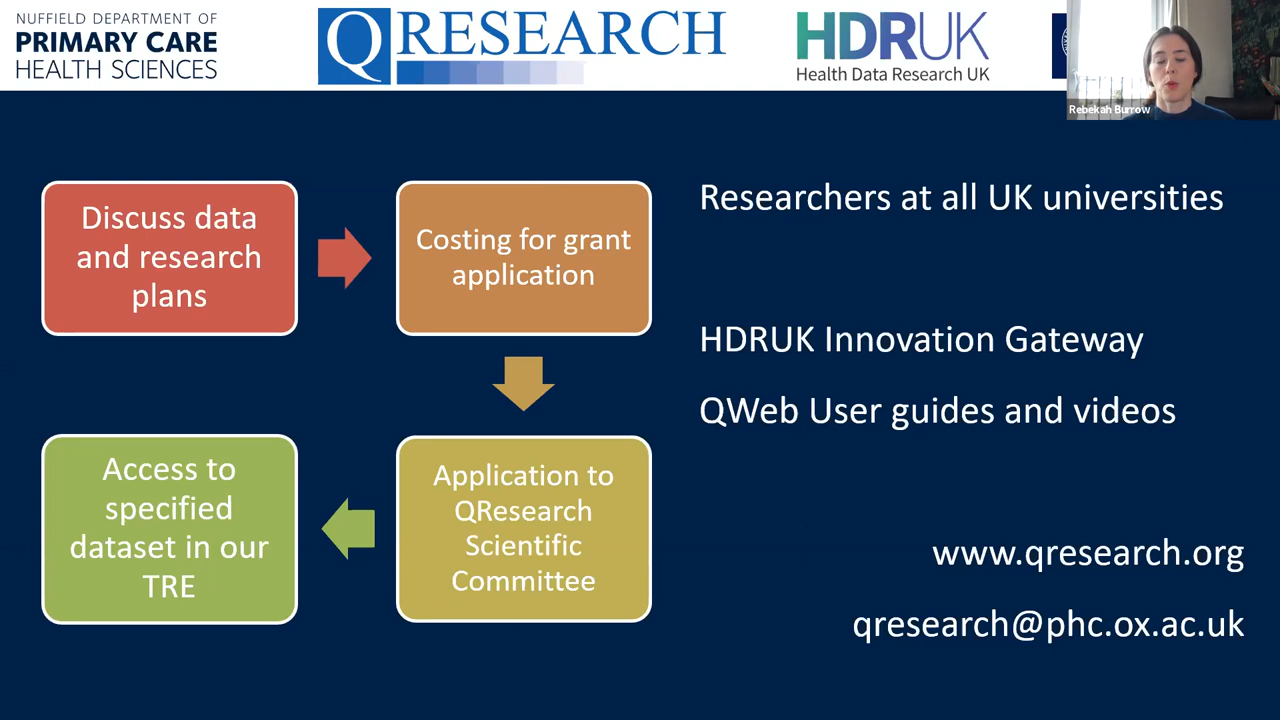 NUFFIELD DEPARTMENT OF
PRIMARY CARE
HEALTH SCIENCES
QRESEARCH
HDRUK
Health Data Research UK
Rebekah Burrow
Discuss data
and research
plans
Costing for grant
application
Application to
QResearch
Scientific
Committee
Access to
specified
dataset in our
TRE
Researchers at all UK universities
HDRUK Innovation Gateway
QWeb User guides and videos
www.qresearch.org
qresearch@phc.ox.ac.uk